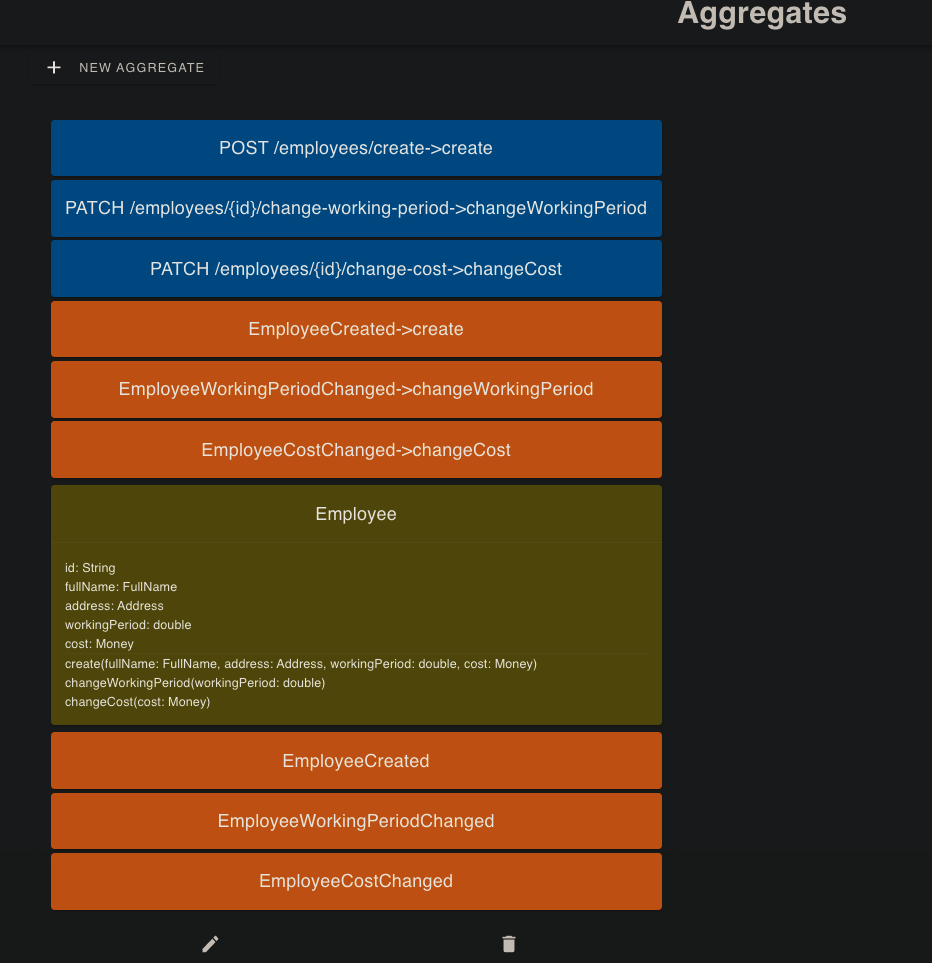 Aggregates
NEW AGGREGATE
POST /employees/create->create
PATCH /employees/{id}/change-working-period->changeWorkingPeriod
PATCH /employees/{id}/change-cost->changeCost
EmployeeCreated->create
EmployeeWorkingPeriodChanged->changeWorkingPeriod
EmployeeCostChanged->changeCost
Employee
id: String
fullName: FullName
address: Address
workingPeriod: double
cost: Money
create(fullName: FullName, address: Address, workingPeriod: double, cost: Money)
changeWorkingPeriod(workingPeriod: double)
changeCost(cost: Money)
EmployeeCreated
EmployeeWorkingPeriodChanged
EmployeeCostChanged